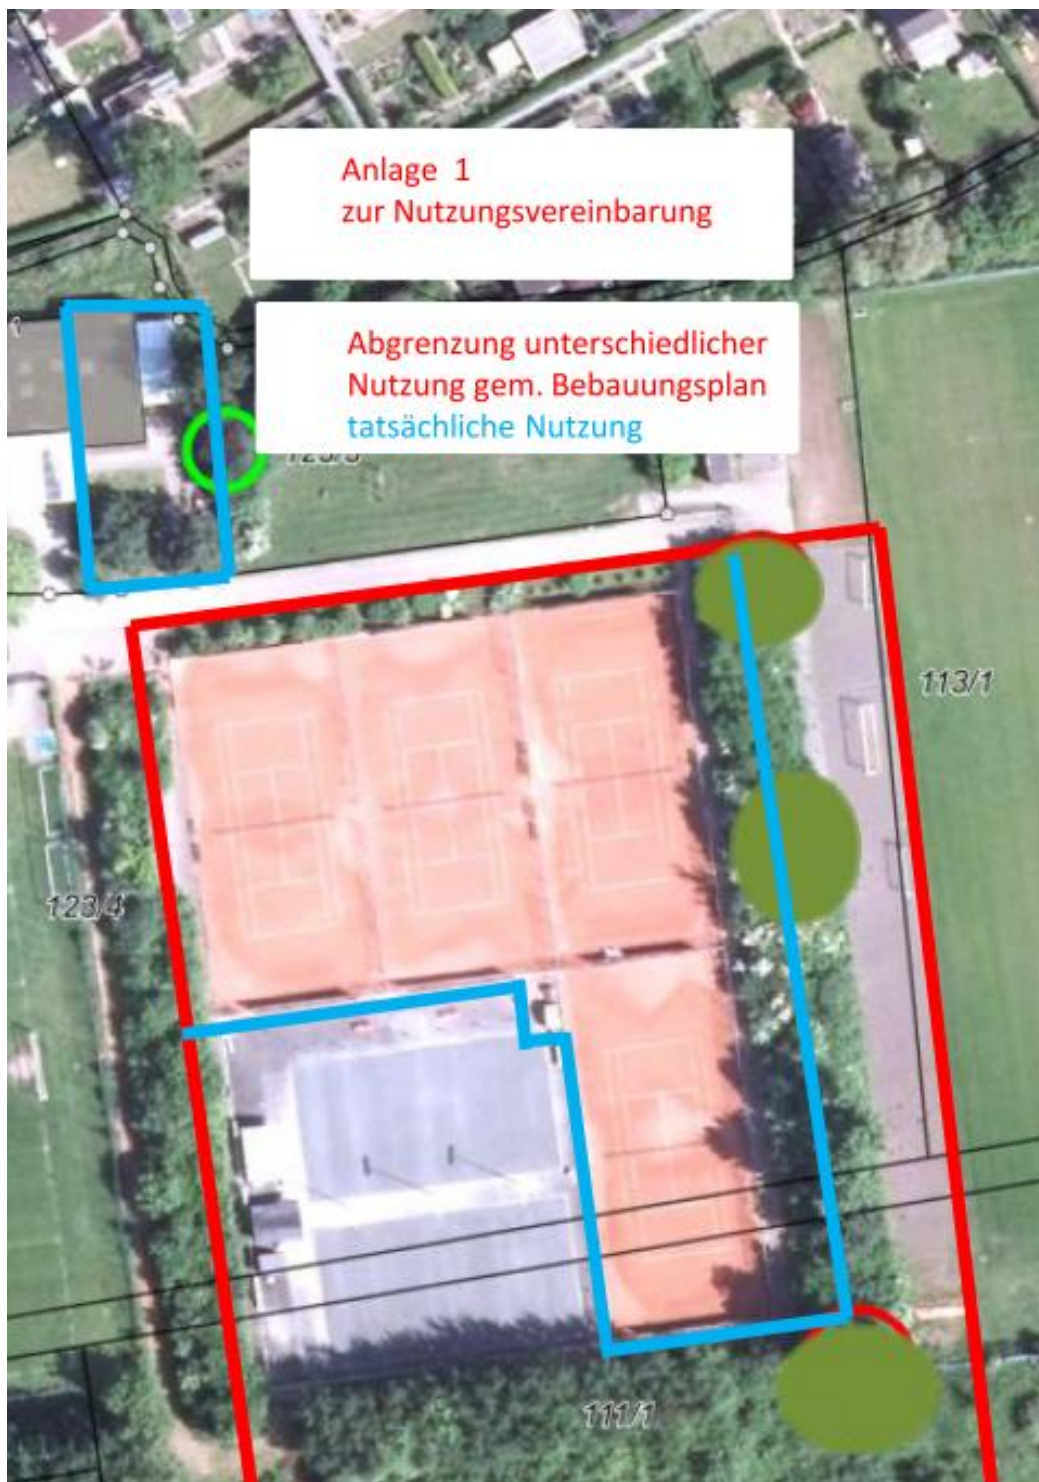 Anlage 1
zur Nutzungsvereinbarung
Abgrenzung unterschiedlicher
Nutzung gem. Bebauungsplan
tatsächliche Nutzung
113/1
123/4
111/1